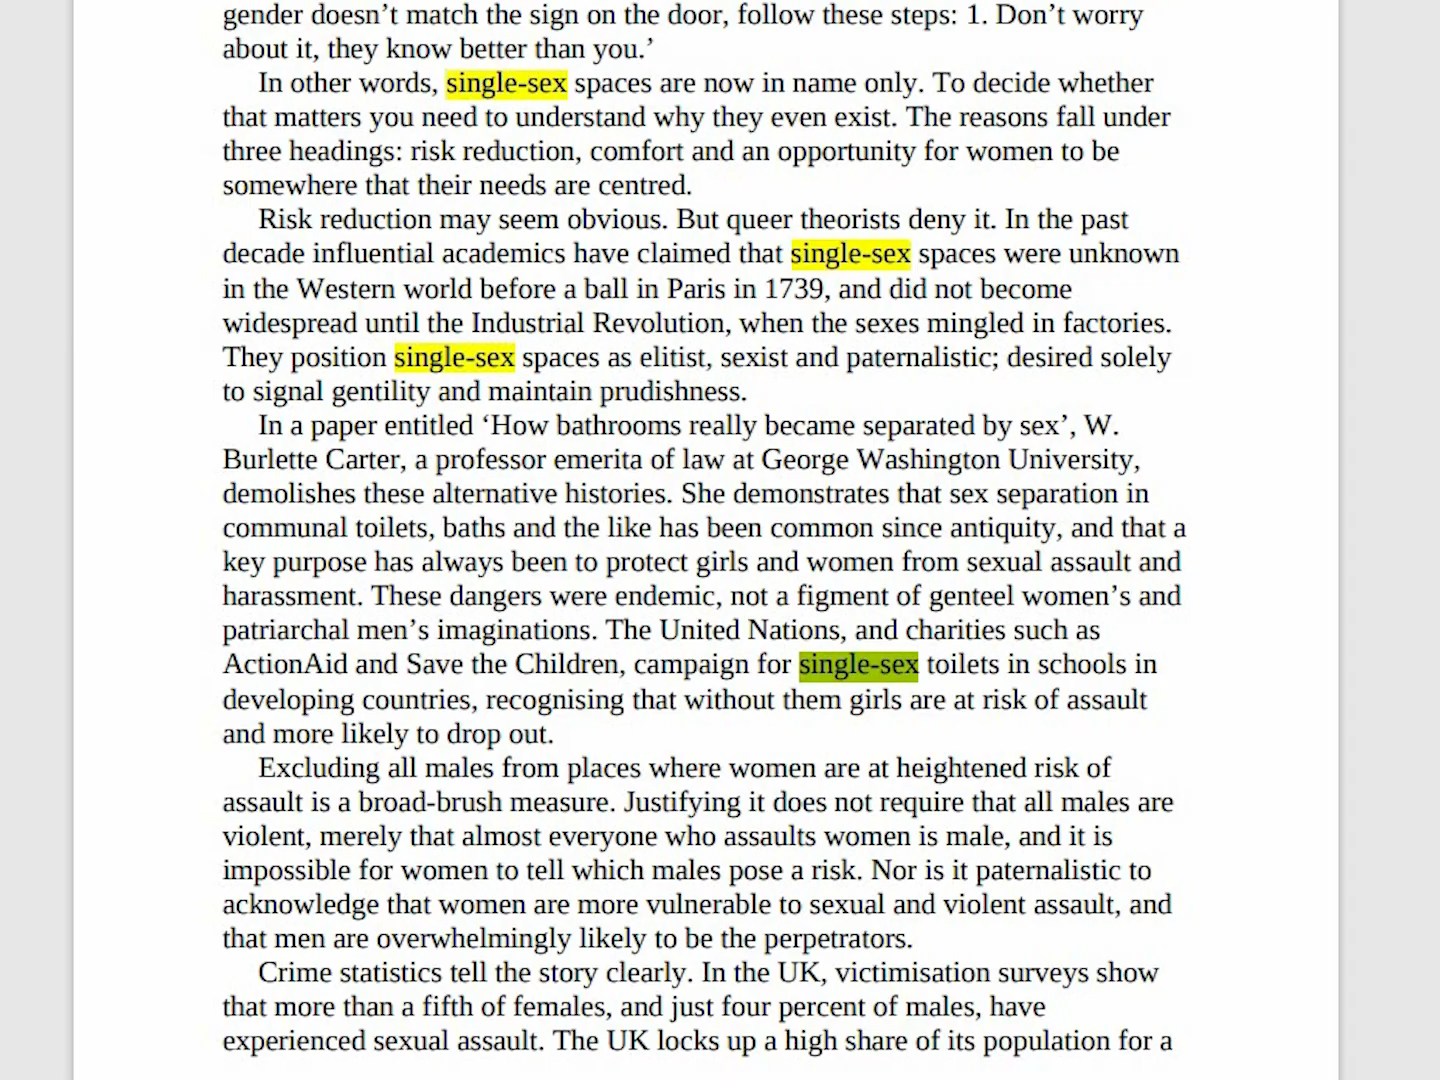 gender doesn’t match the sign on the door, follow these steps: 1. Don’t worry
about it, they know better than you.’
In other words, single-sex spaces are now in name only. To decide whether
that matters you need to understand why they even exist. The reasons fall under
three headings: risk reduction, comfort and an opportunity for women to be
somewhere that their needs are centred.
Risk reduction may seem obvious. But queer theorists deny it. In the past
decade influential academics have claimed that single-sex spaces were unknown
in the Western world before a ball in Paris in 1739, and did not become
widespread until the Industrial Revolution, when the sexes mingled in factories.
They position single-sex spaces as elitist, sexist and paternalistic; desired solely
to signal gentility and maintain prudishness.
In a paper entitled ‘How bathrooms really became separated by sex’, W.
Burlette Carter, a professor emerita of law at George Washington University,
demolishes these alternative histories. She demonstrates that sex separation in
communal toilets, baths and the like has been common since antiquity, and that a
key purpose has always been to protect girls and women from sexual assault and
harassment. These dangers were endemic, not a figment of genteel women’s and
patriarchal men’s imaginations. The United Nations, and charities such as
ActionAid and Save the Children, campaign for single-sex toilets in schools in
developing countries, recognising that without them girls are at risk of assault
and more likely to drop out.
Excluding all males from places where women are at heightened risk of
assault is a broad-brush measure. Justifying it does not require that all males are
violent, merely that almost everyone who assaults women is male, and it is
impossible for women to tell which males pose a risk. Nor is it paternalistic to
acknowledge that women are more vulnerable to sexual and violent assault, and
that men are overwhelmingly likely to be the perpetrators.
Crime statistics tell the story clearly. In the UK, victimisation surveys show
that more than a fifth of females, and just four percent of males, have
experienced sexual assault. The UK locks up a high share of its population for a